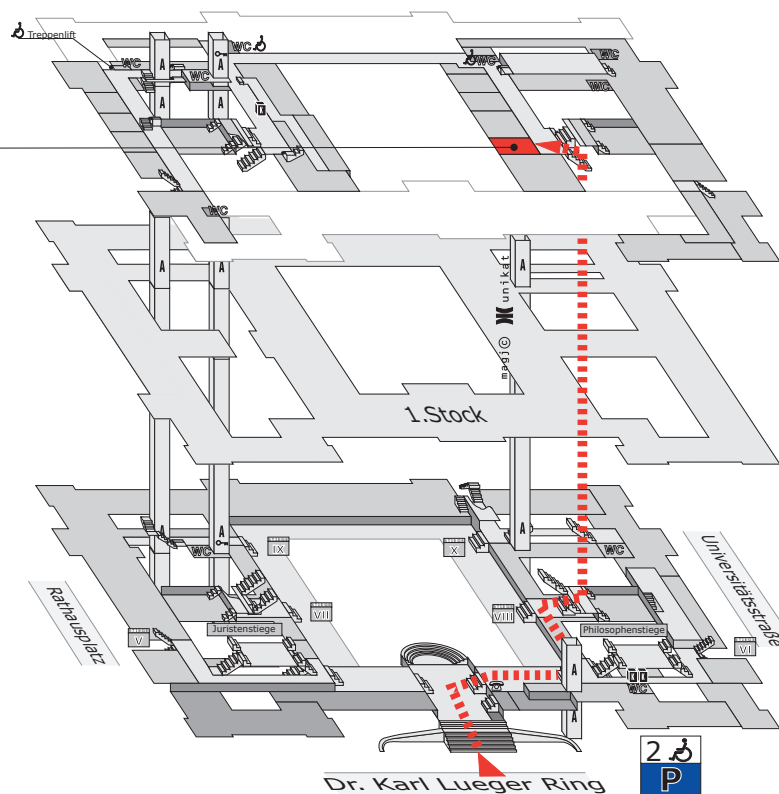 Treppenlift
WC
WC
WC
WC
WC
WC
A
A
A
A
WC
A
A
A
unikat
magic
1.Stock
A
A
A
IX
X
WC
WC
Universitätsstraße
Rathausplatz
VII
VIII
V
Juristenstiege
Philosophenstiege
VI
A
WC
A
2
P
Dr. Karl Lueger Ring